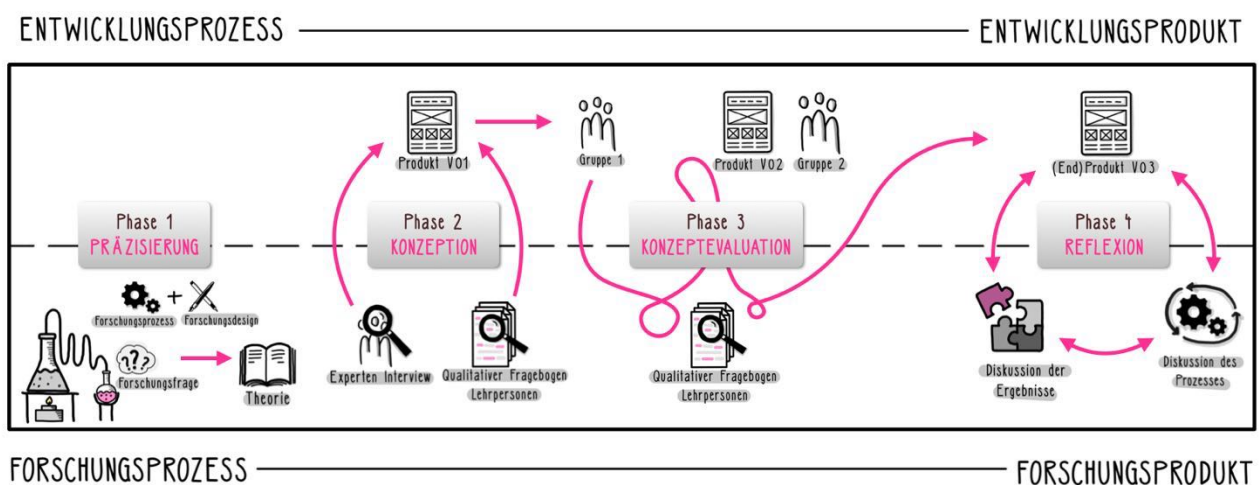 ENTWICKLUNGSPROZESS
ENTWICKLUNGSPRODUKT
Produkt V01
Gruppe 1
Produkt V02
Gruppe 2
(End)Produkt V03
Phase 1
PRÄZISIERUNG
Phase 2
KONZEPTION
Phase 3
KONZEPTEVALUATION
Phase 4
REFLEXION
+
Forschungsprozess
Forschungsdesign
???
Forschungsfrage
Theorie
Experten Interview
Qualitativer Fragebogen
Lehrpersonen
Qualitativer Fragebogen
Lehrpersonen
Diskussion der
Ergebnisse
Diskussion des
Prozesses
FORSCHUNGSPROZESS
FORSCHUNGSPRODUKT